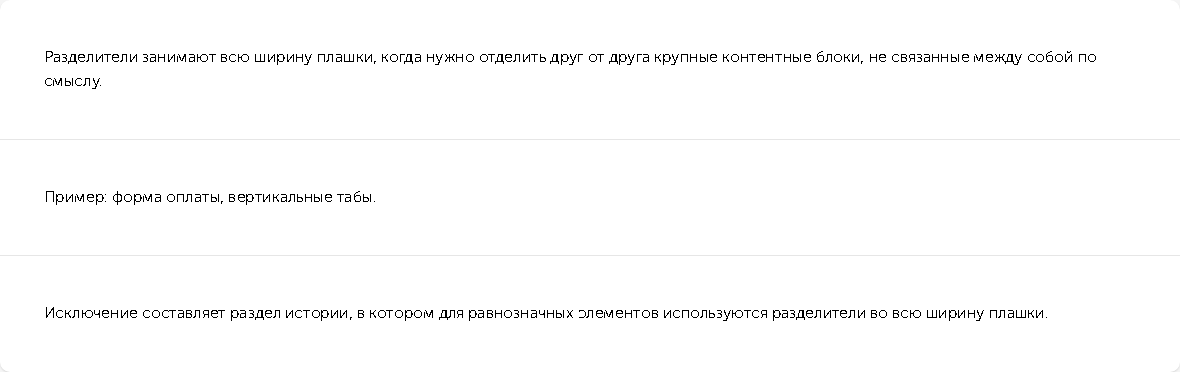 Разделители занимают всю ширину плашки, когда нужно отделить друг от друга крупные контентные блоки, не связанные между собой по
смыслу.
Пример: форма оплаты, вертикальные табы.
Исключение составляет раздел истории, в котором для равнозначных элементов используются разделители во всю ширину плашки.